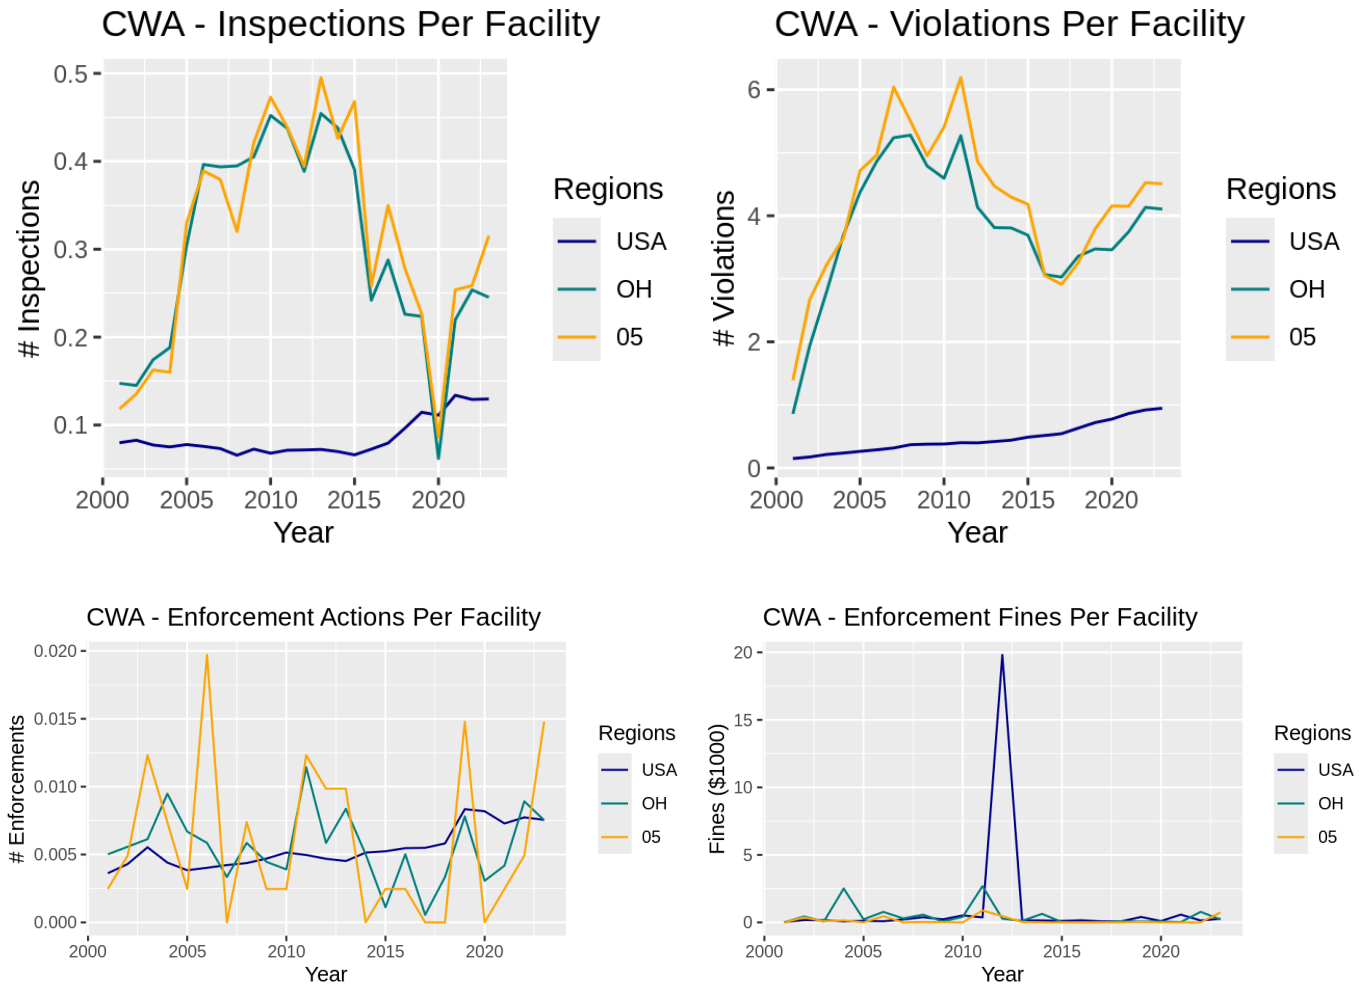 CWA - Inspections Per Facility
# Inspections
0.5
0.4
0.3
0.2
0.1
2000 2005 2010 2015 2020
Year
Regions
USA
OH
05
CWA - Violations Per Facility
# Violations
6
4
2
0
2000 2005 2010 2015 2020
Year
Regions
USA
OH
05
CWA - Enforcement Actions Per Facility
# Enforcements
0.020
0.015
0.010
0.005
0.000
2000 2005 2010 2015 2020
Year
Regions
USA
OH
05
CWA - Enforcement Fines Per Facility
Fines ($1000)
20
15
10
5
0
2000 2005 2010 2015 2020
Year
Regions
USA
OH
05